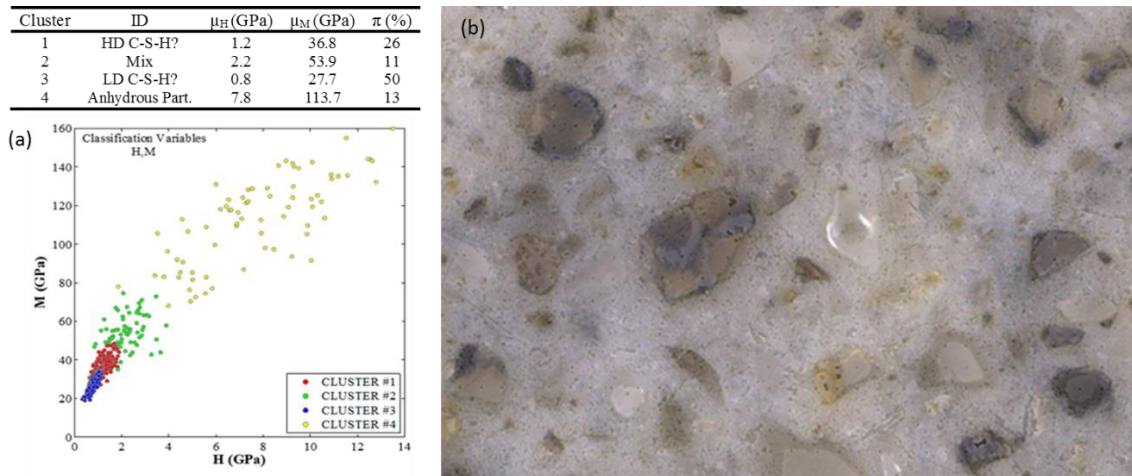 Cluster ID μH (GPa) μM (GPa) π (%)
1 HD C-S-H? 1.2 36.8 26
2 Mix 2.2 53.9 11
3 LD C-S-H? 0.8 27.7 50
4 Anhydrous Part. 7.8 113.7 13
(a)
Classification Variables
H,M
160
140
120
100
80
60
40
20
0
M (GPa)
0 2 4 6 8 10 12 14
H (GPa)
CLUSTER #1
CLUSTER #2
CLUSTER #3
CLUSTER #4
(b)